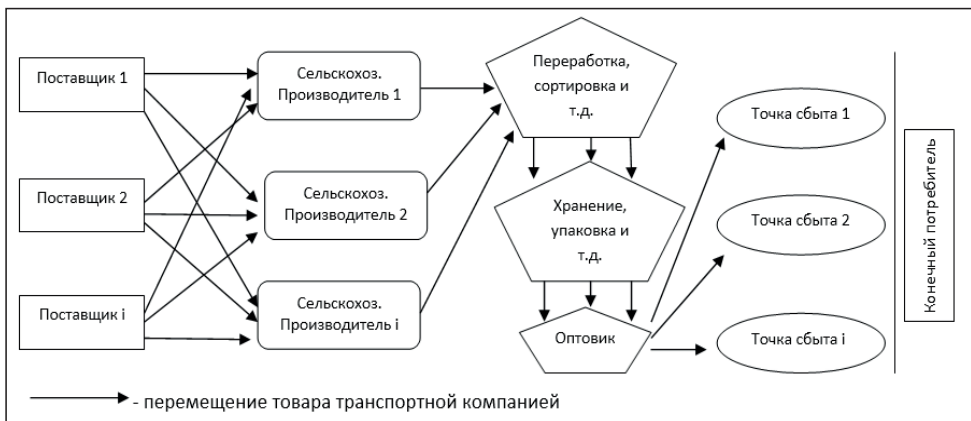 Поставщик 1
Поставщик 2
Поставщик i
Сельскохоз.
Производитель 1
Сельскохоз.
Производитель 2
Сельскохоз.
Производитель i
Переработка,
сортировка и
т.д.
Хранение,
упаковка и
т.д.
Оптовик
Точка сбыта 1
Точка сбыта 2
Точка сбыта i
Конечный потребитель
- перемещение товара транспортной компанией